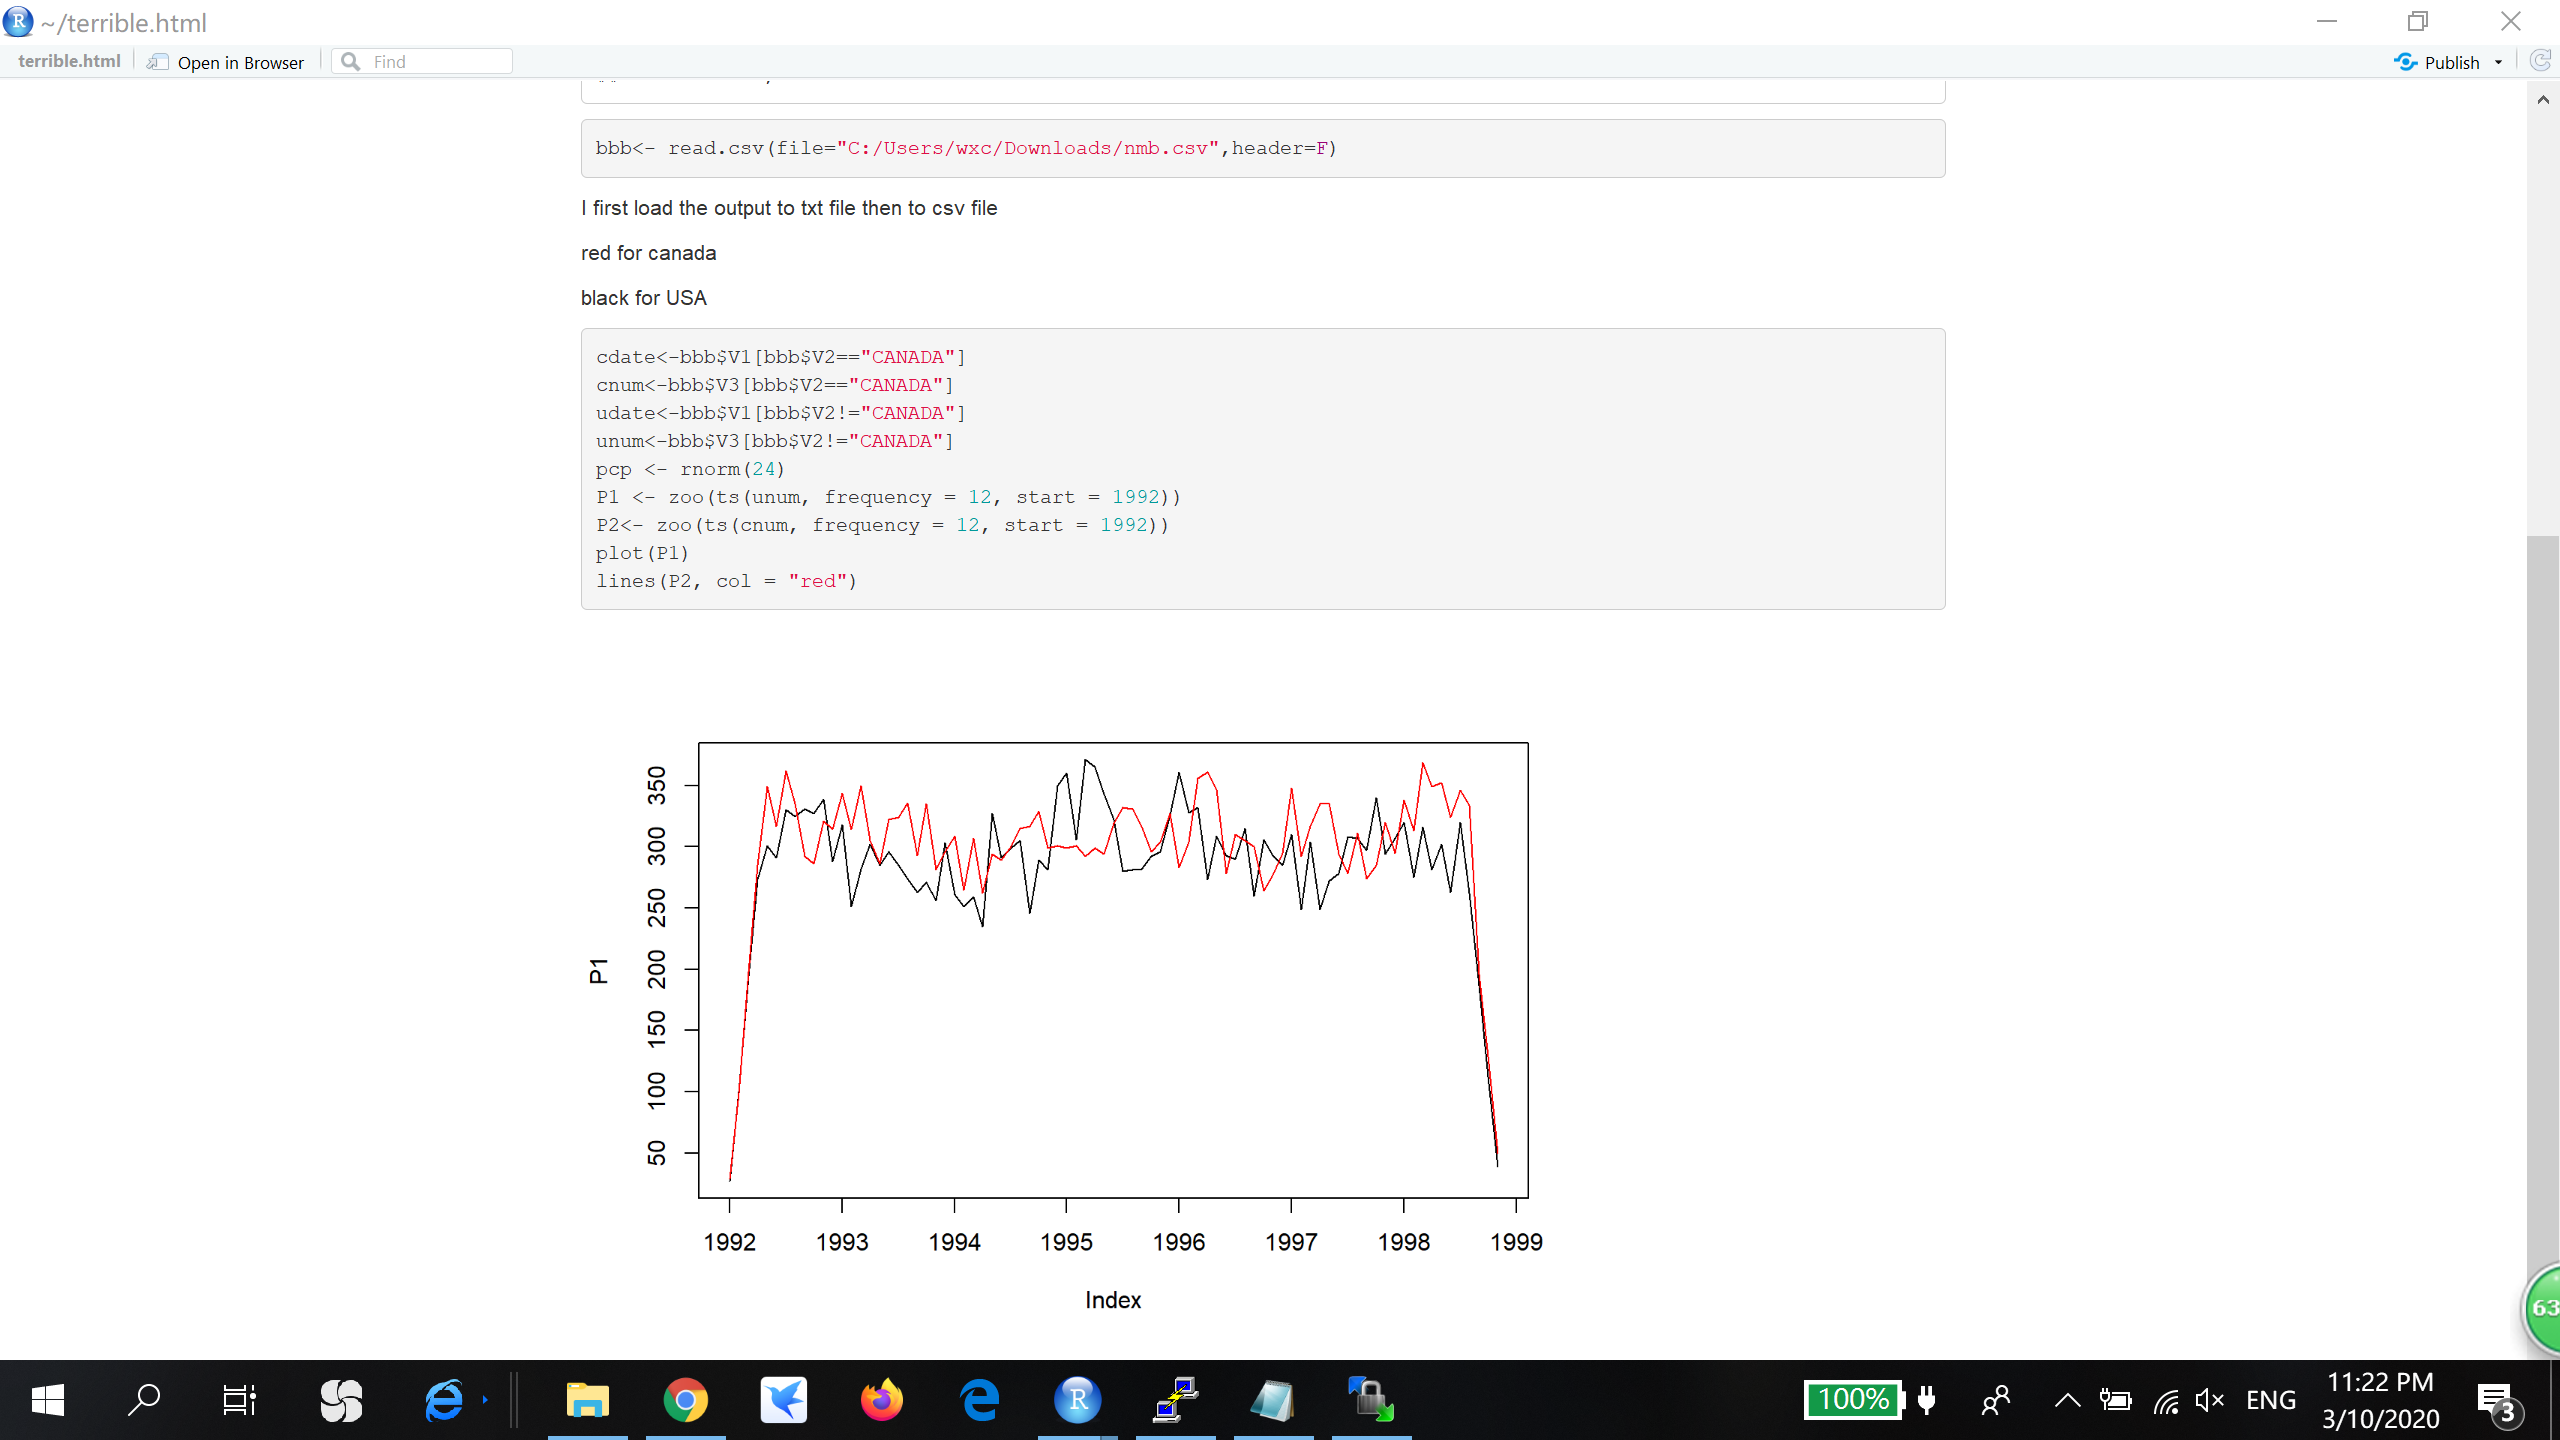 ~/terrible.html
terrible.html Open in Browser Find Publish
bbb<- read.csv(file="C:/Users/wxc/Downloads/nmb.csv",header=F)
I first load the output to txt file then to csv file
red for canada
black for USA
cdate<-bbb$V1[bbb$V2=="CANADA"]
cnum<-bbb$V3[bbb$V2=="CANADA"]
udate<-bbb$V1[bbb$V2!="CANADA"]
unum<-bbb$V3[bbb$V2!="CANADA"]
pcp <- rnorm(24)
P1 <- zoo(ts(unum, frequency = 12, start = 1992))
P2<- zoo(ts(cnum, frequency = 12, start = 1992))
plot(P1)
lines(P2, col = "red")
350
300
250
200
150
100
50
P1
1992 1993 1994 1995 1996 1997 1998 1999
Index
63
R
100%
ENG
11:22 PM
3/10/2020
3